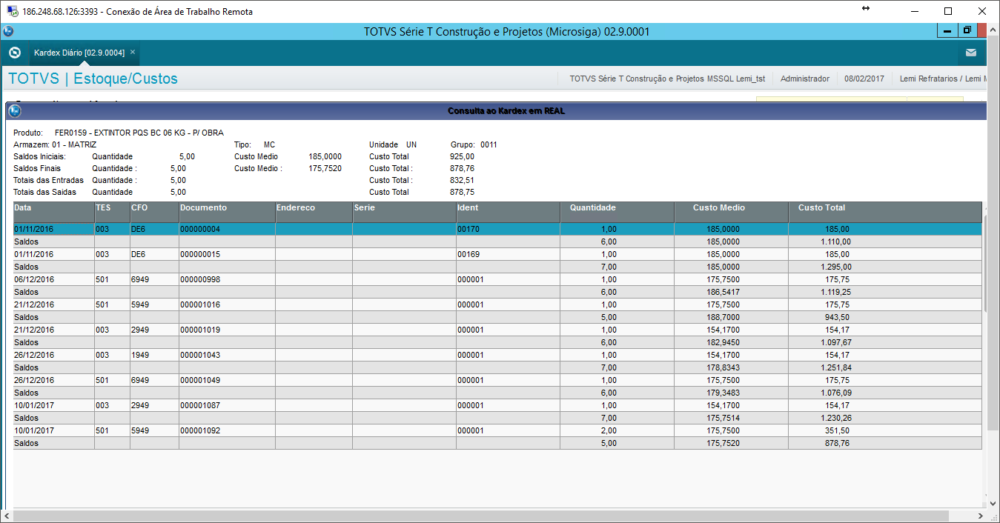 186.248.68.126:3393 - Conexão de Área de Trabalho Remota
TOTVS Série T Construção e Projetos (Microsiga) 02.9.0001
Kardex Diário [02.9.0004] ×
TOTVS | Estoque/Custos TOTVS Série T Construção e Projetos MSSQL Lemi_tst Administrador 08/02/2017 Lemi Refratarios / Lemi
Consulta ao Kardex em REAL
Produto: FER0159 - EXTINTOR PQS BC 06 KG - P/ OBRA
Armazem: 01 - MATRIZ Tipo: MC Unidade UN Grupo: 0011
Saldos Iniciais: Quantidade 5,00 Custo Medio 185,0000 Custo Total 925,00
Saldos Finais Quantidade : 5,00 Custo Medio : 175,7520 Custo Total : 878,76
Totais das Entradas Quantidade : 5,00 Custo Total : 832,51
Totais das Saidas Quantidade 5,00 Custo Total 878,75
Data TES CFO Documento Endereco Serie Ident Quantidade Custo Medio Custo Total
01/11/2016 003 DE6 000000004 00170 1,00 185,0000 185,00
Saldos 6,00 185,0000 1.110,00
01/11/2016 003 DE6 000000015 00169 1,00 185,0000 185,00
Saldos 7,00 185,0000 1.295,00
06/12/2016 501 6949 000000998 000001 1,00 175,7500 175,75
Saldos 6,00 186,5417 1.119,25
21/12/2016 501 5949 000001016 000001 1,00 175,7500 175,75
Saldos 5,00 188,7000 943,50
21/12/2016 003 2949 000001019 000001 1,00 154,1700 154,17
Saldos 6,00 182,9450 1.097,67
26/12/2016 003 1949 000001043 000001 1,00 154,1700 154,17
Saldos 7,00 178,8343 1.251,84
26/12/2016 501 6949 000001049 000001 1,00 175,7500 175,75
Saldos 6,00 179,3483 1.076,09
10/01/2017 003 2949 000001087 000001 1,00 154,1700 154,17
Saldos 7,00 175,7514 1.230,26
10/01/2017 501 5949 000001092 000001 2,00 175,7500 351,50
Saldos 5,00 175,7520 878,76